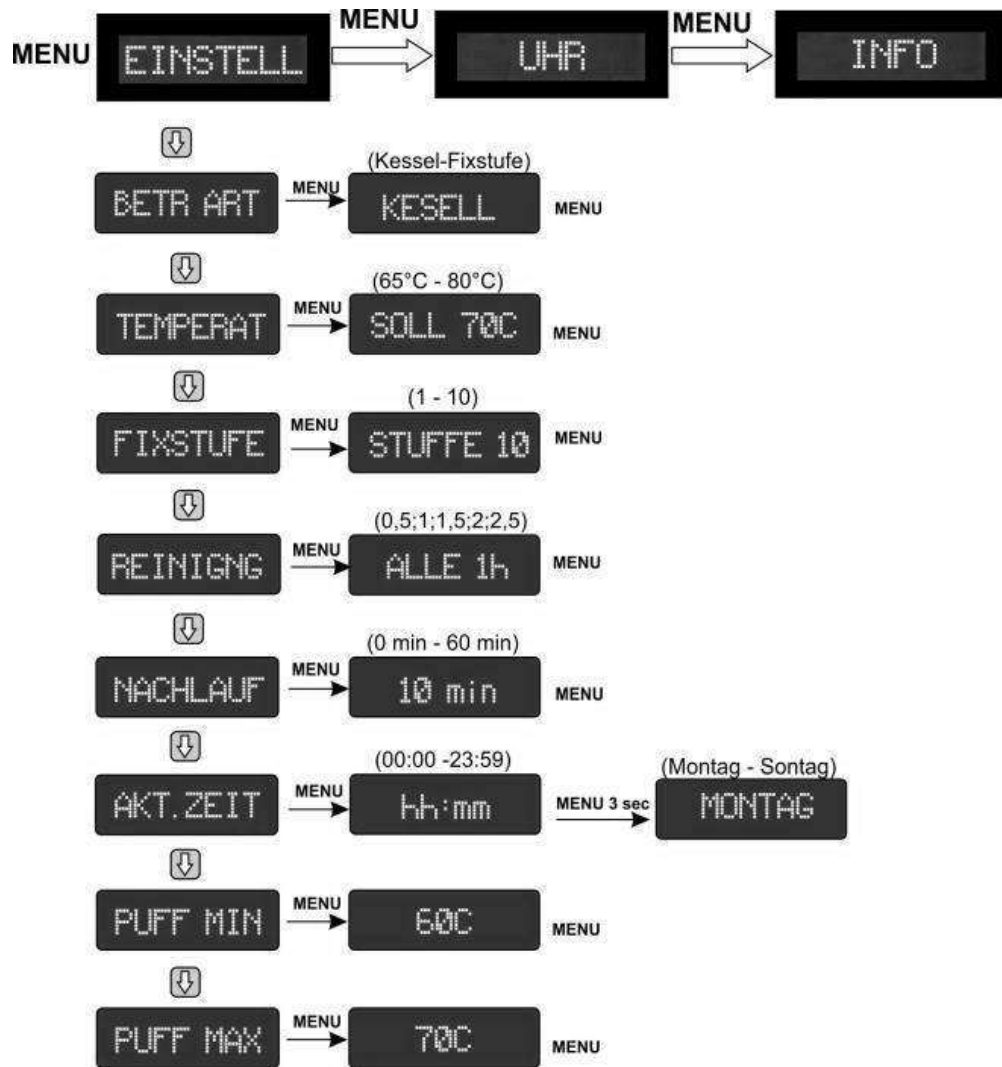 MENU EINSTELL MENU UHR MENU INFO
(Kessel-Fixstufe)
BETR ART MENU KESELL MENU
(65°C - 80°C)
TEMPERAT MENU SOLL 70C MENU
(1 - 10)
FIXSTUFE MENU STUFFE 10 MENU
(0,5;1;1,5;2;2,5)
REINIGNG MENU ALLE 1h MENU
(0 min - 60 min)
NACHLAUF MENU 10 min MENU
(00:00 -23:59) (Montag - Sontag)
AKT.ZEIT MENU hh:mm MENU 3 sec MONTAG
PUFF MIN MENU 60C MENU
PUFF MAX MENU 70C MENU